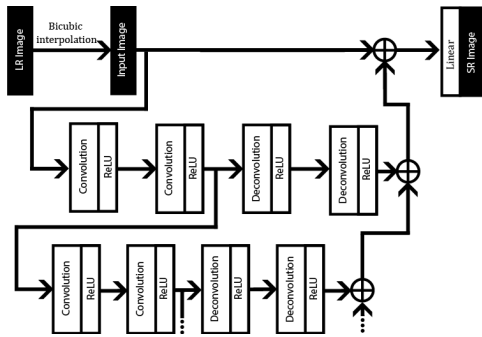 LR Image
Bicubic
interpolation
Input Image
Linear
SR Image
Convolution
ReLU
Convolution
ReLU
Deconvolution
ReLU
Deconvolution
ReLU
Convolution
ReLU
Convolution
ReLU
Deconvolution
ReLU
Deconvolution
ReLU